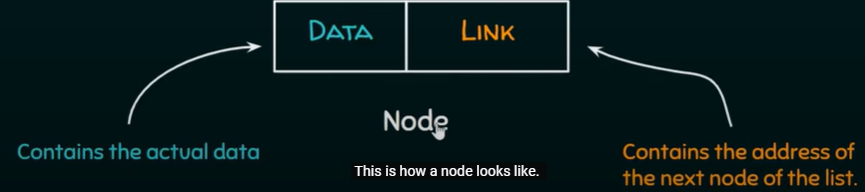 DATA LINK
Node
Contains the actual data
This is how a node looks like.
Contains the address of
the next node of the list.